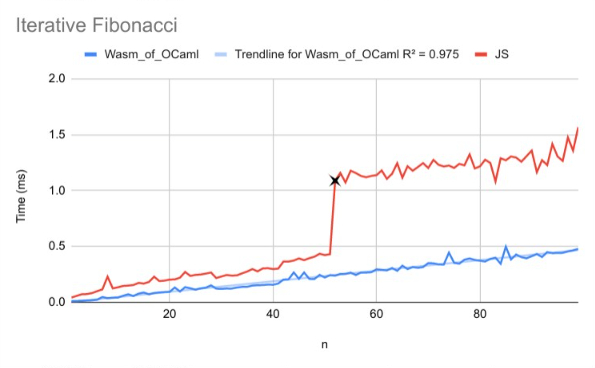 Iterative Fibonacci
Wasm_of_OCaml Trendline for Wasm_of_OCaml R² = 0.975 JS
2.0
1.5
1.0
0.5
0.0
Time (ms)
20 40 60 80
n